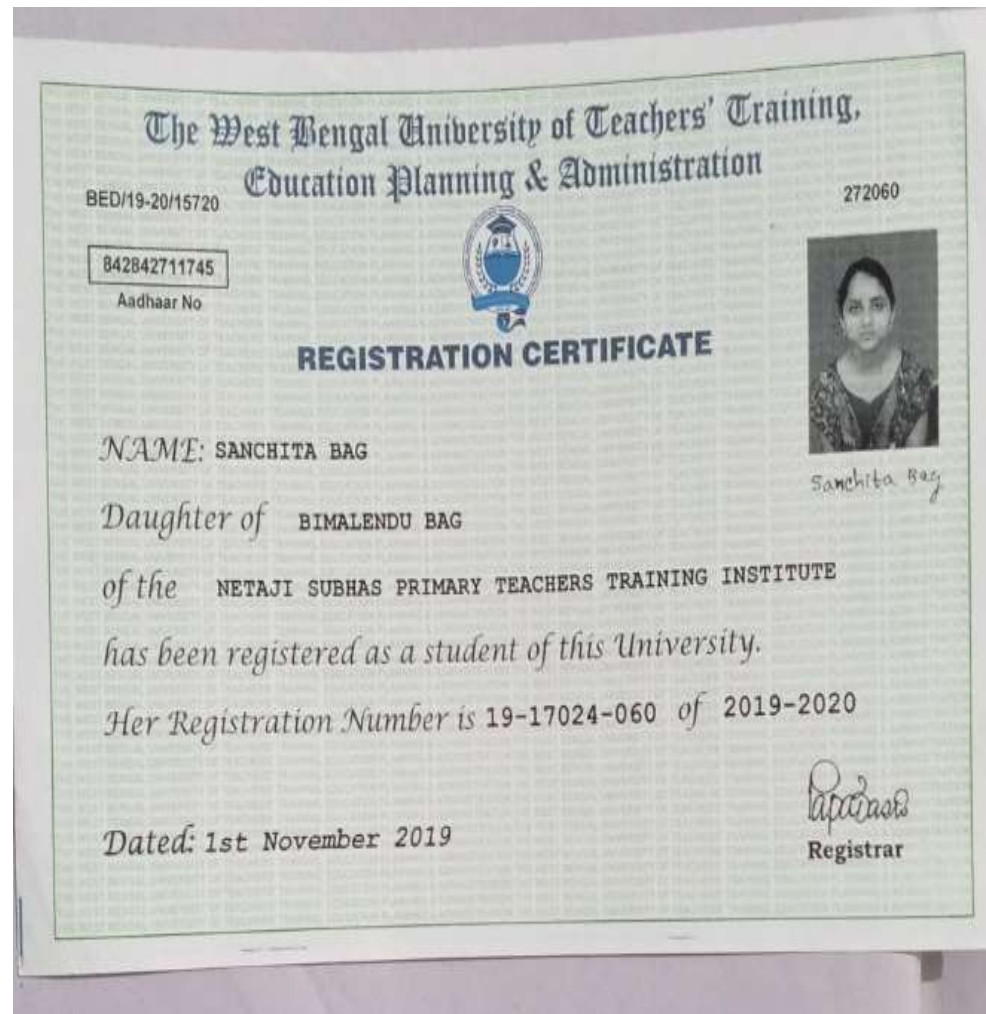 The West Bengal University of Teachers' Training,
Education Planning & Administration
BED/19-20/15720
272060
842842711745
Aadhaar No
REGISTRATION CERTIFICATE
NAME: SANCHITA BAG
Sanchita Bag
Daughter of BIMALENDU BAG
of the NETAJI SUBHAS PRIMARY TEACHERS TRAINING INSTITUTE
has been registered as a student of this University.
Her Registration Number is 19-17024-060 of 2019-2020
Dated: 1st November 2019
Registrar